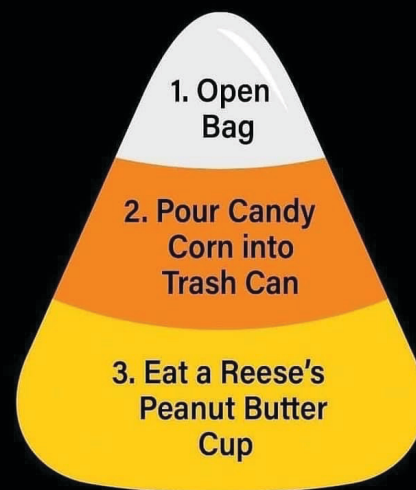 1. Open
Bag
2. Pour Candy
Corn into
Trash Can
3. Eat a Reese's
Peanut Butter
Cup